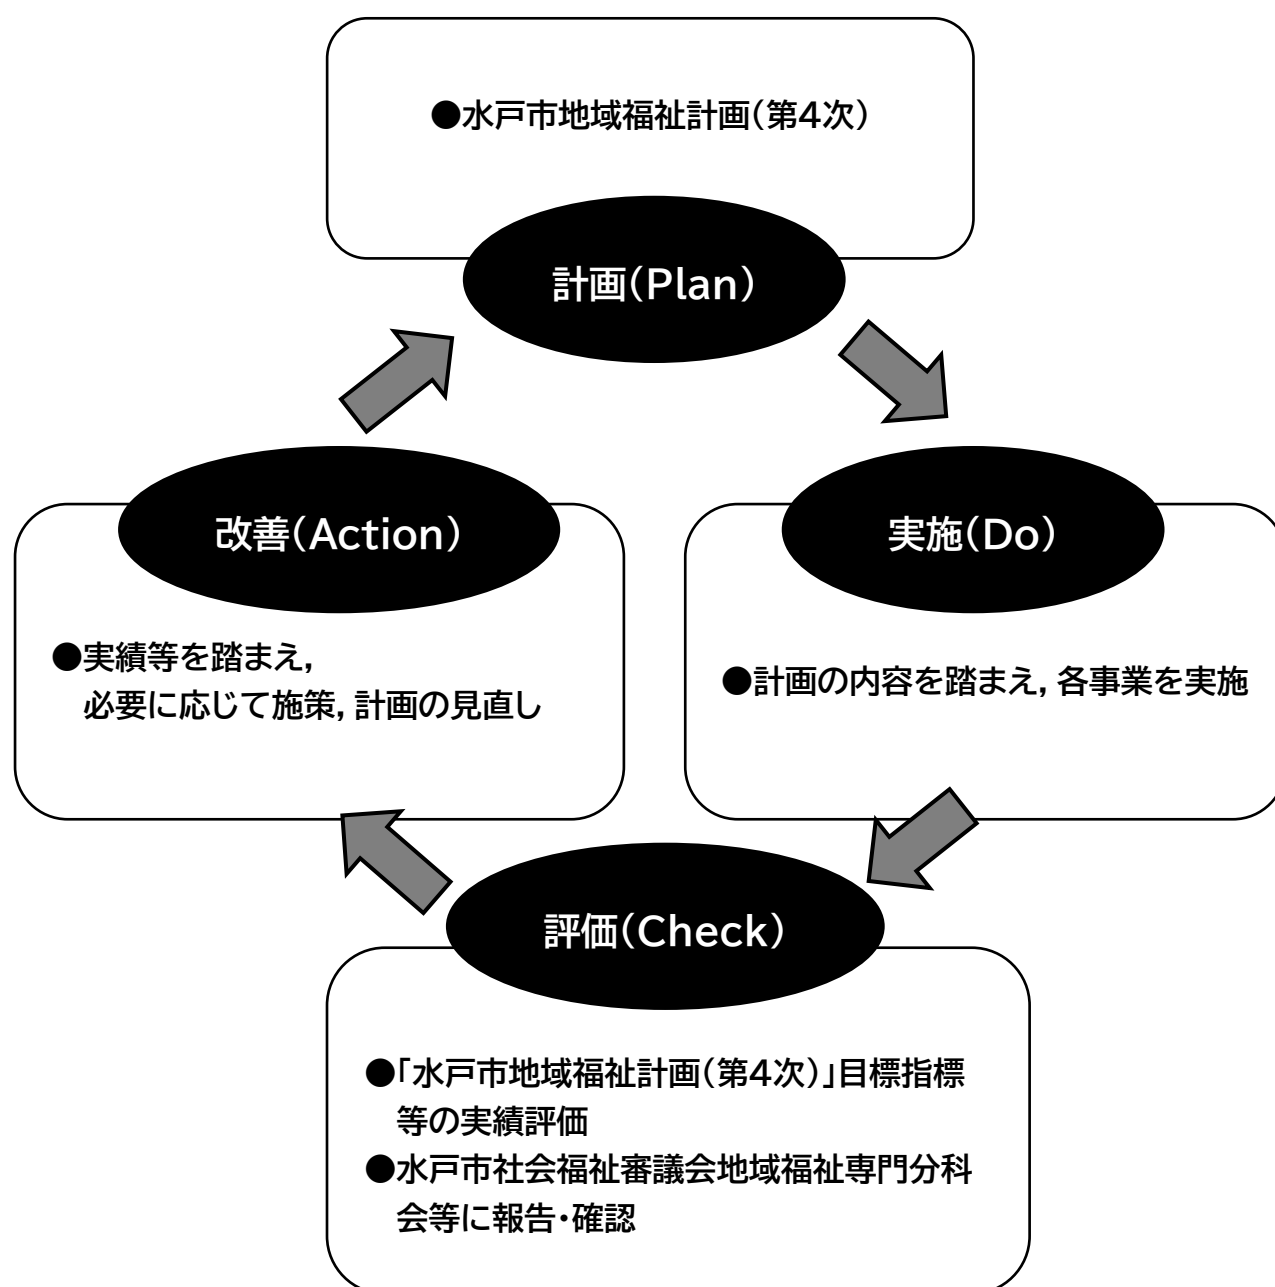 ●水戸市地域福祉計画（第4次）
計画（Plan）
改善（Action）
実施（Do）
●実績等を踏まえ，
必要に応じて施策，計画の見直し
●計画の内容を踏まえ，各事業を実施
評価（Check）
●「水戸市地域福祉計画（第4次）」目標指標
等の実績評価
●水戸市社会福祉審議会地域福祉専門分科
会等に報告・確認